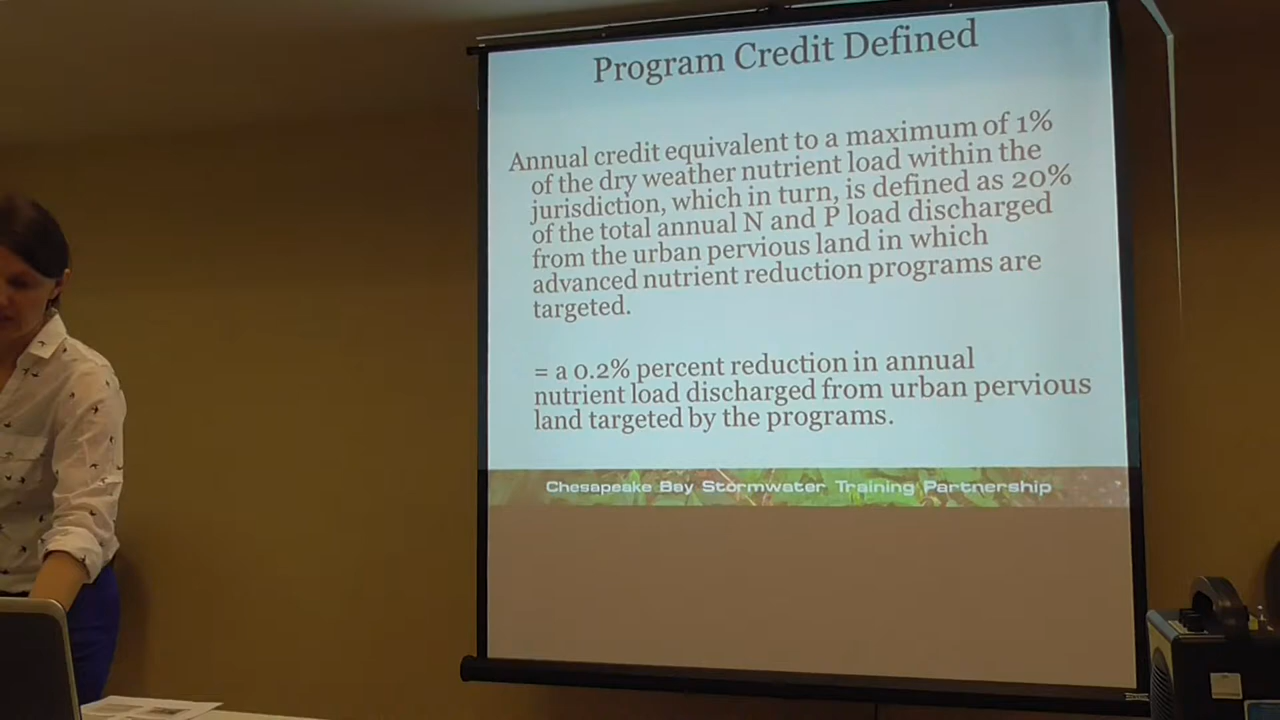 Program Credit Defined
Annual credit equivalent to a maximum of 1%
of the dry weather nutrient load within the
jurisdiction, which in turn, is defined as 20%
of the total annual N and P load discharged
from the urban pervious land in which
advanced nutrient reduction programs are
targeted.
= a 0.2% percent reduction in annual
nutrient load discharged from urban pervious
land targeted by the programs.
Chesapeake Bay Stormwater Training Partnership